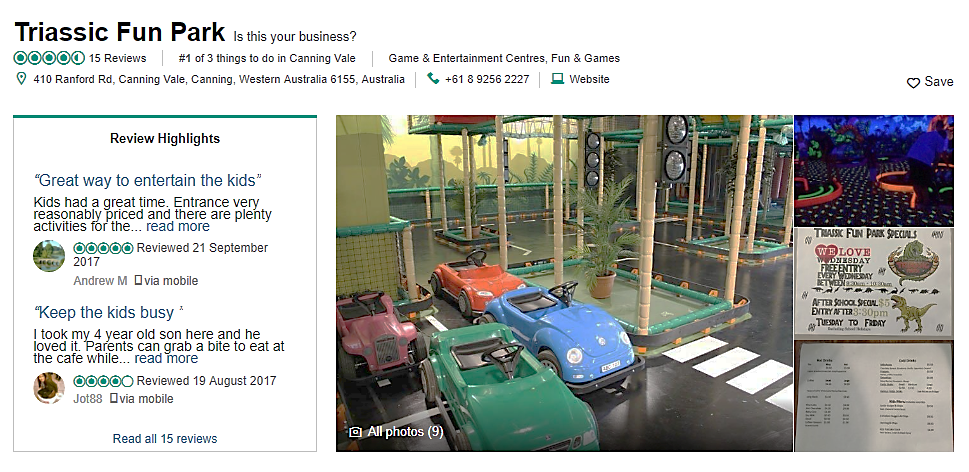 Triassic Fun Park Is this your business?
15 Reviews #1 of 3 things to do in Canning Vale Game & Entertainment Centres, Fun & Games
410 Ranford Rd, Canning Vale, Canning, Western Australia 6155, Australia +61 8 9256 2227 Website
Save
Review Highlights
“Great way to entertain the kids”
Kids had a great time. Entrance very
reasonably priced and there are plenty
activities for the... read more
Reviewed 21 September
2017
Andrew M via mobile
“Keep the kids busy ”
I took my 4 year old son here and he
loved it. Parents can grab a bite to eat at
the cafe while... read more
Reviewed 19 August 2017
Jot88 via mobile
Read all 15 reviews
All photos (9)
TRIASSIC FUN PARK SPECIALS
WE LOVE
WEDNESDAY
FREE ENTRY
EVERY WEDNESDAY
BETWEEN
AFTER SCHOOL SPECIAL $5
ENTRY AFTER 3:30pm
TUESDAY TO FRIDAY